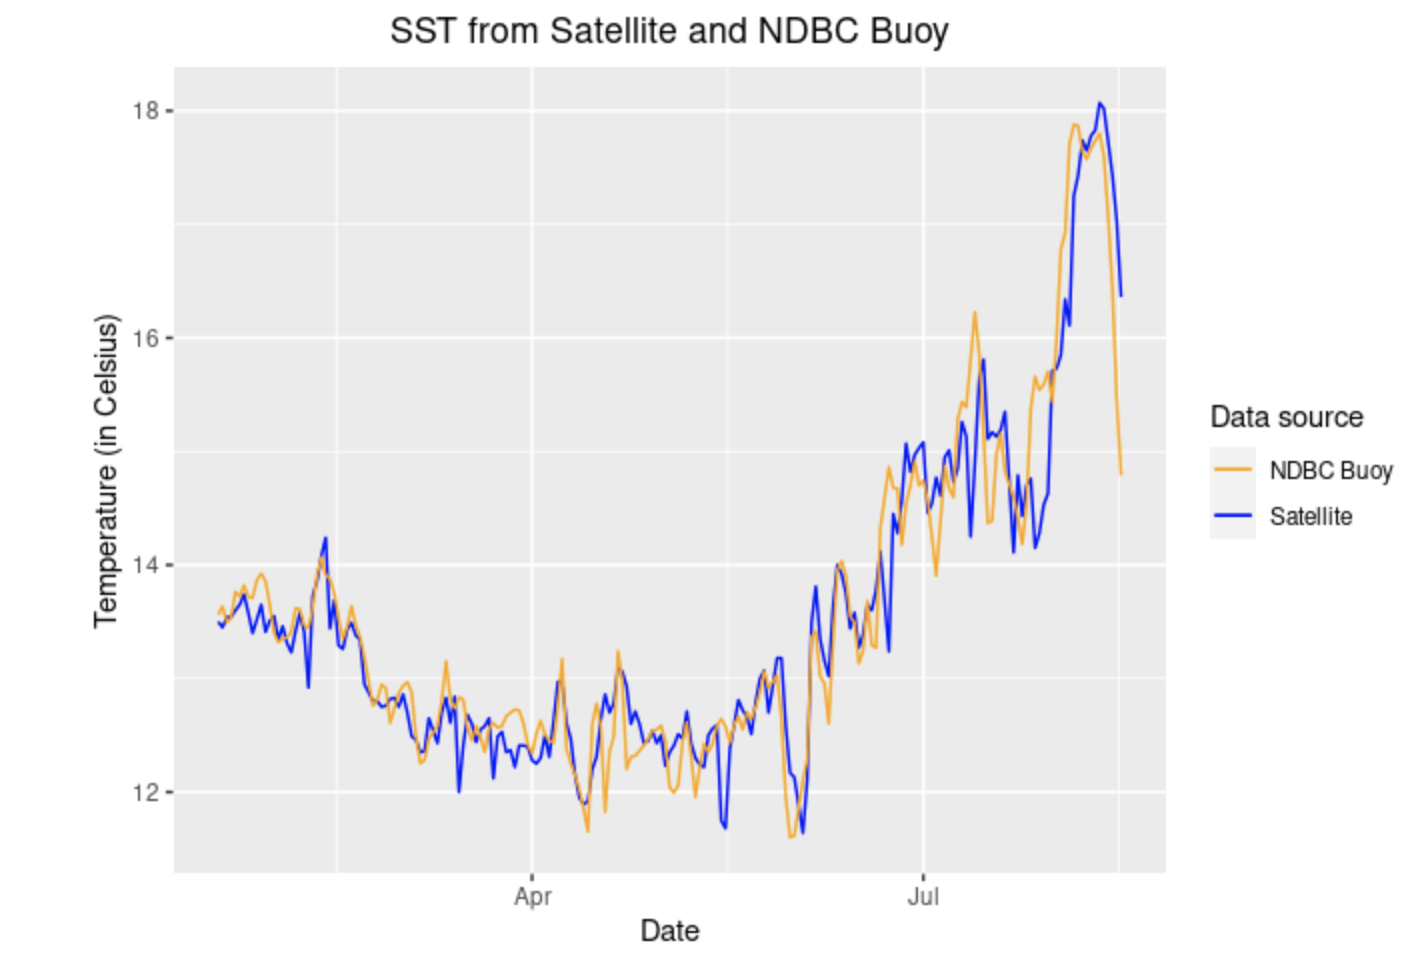 SST from Satellite and NDBC Buoy
18
16
14
12
Temperature (in Celsius)
Apr
Jul
Date
Data source
NDBC Buoy
Satellite